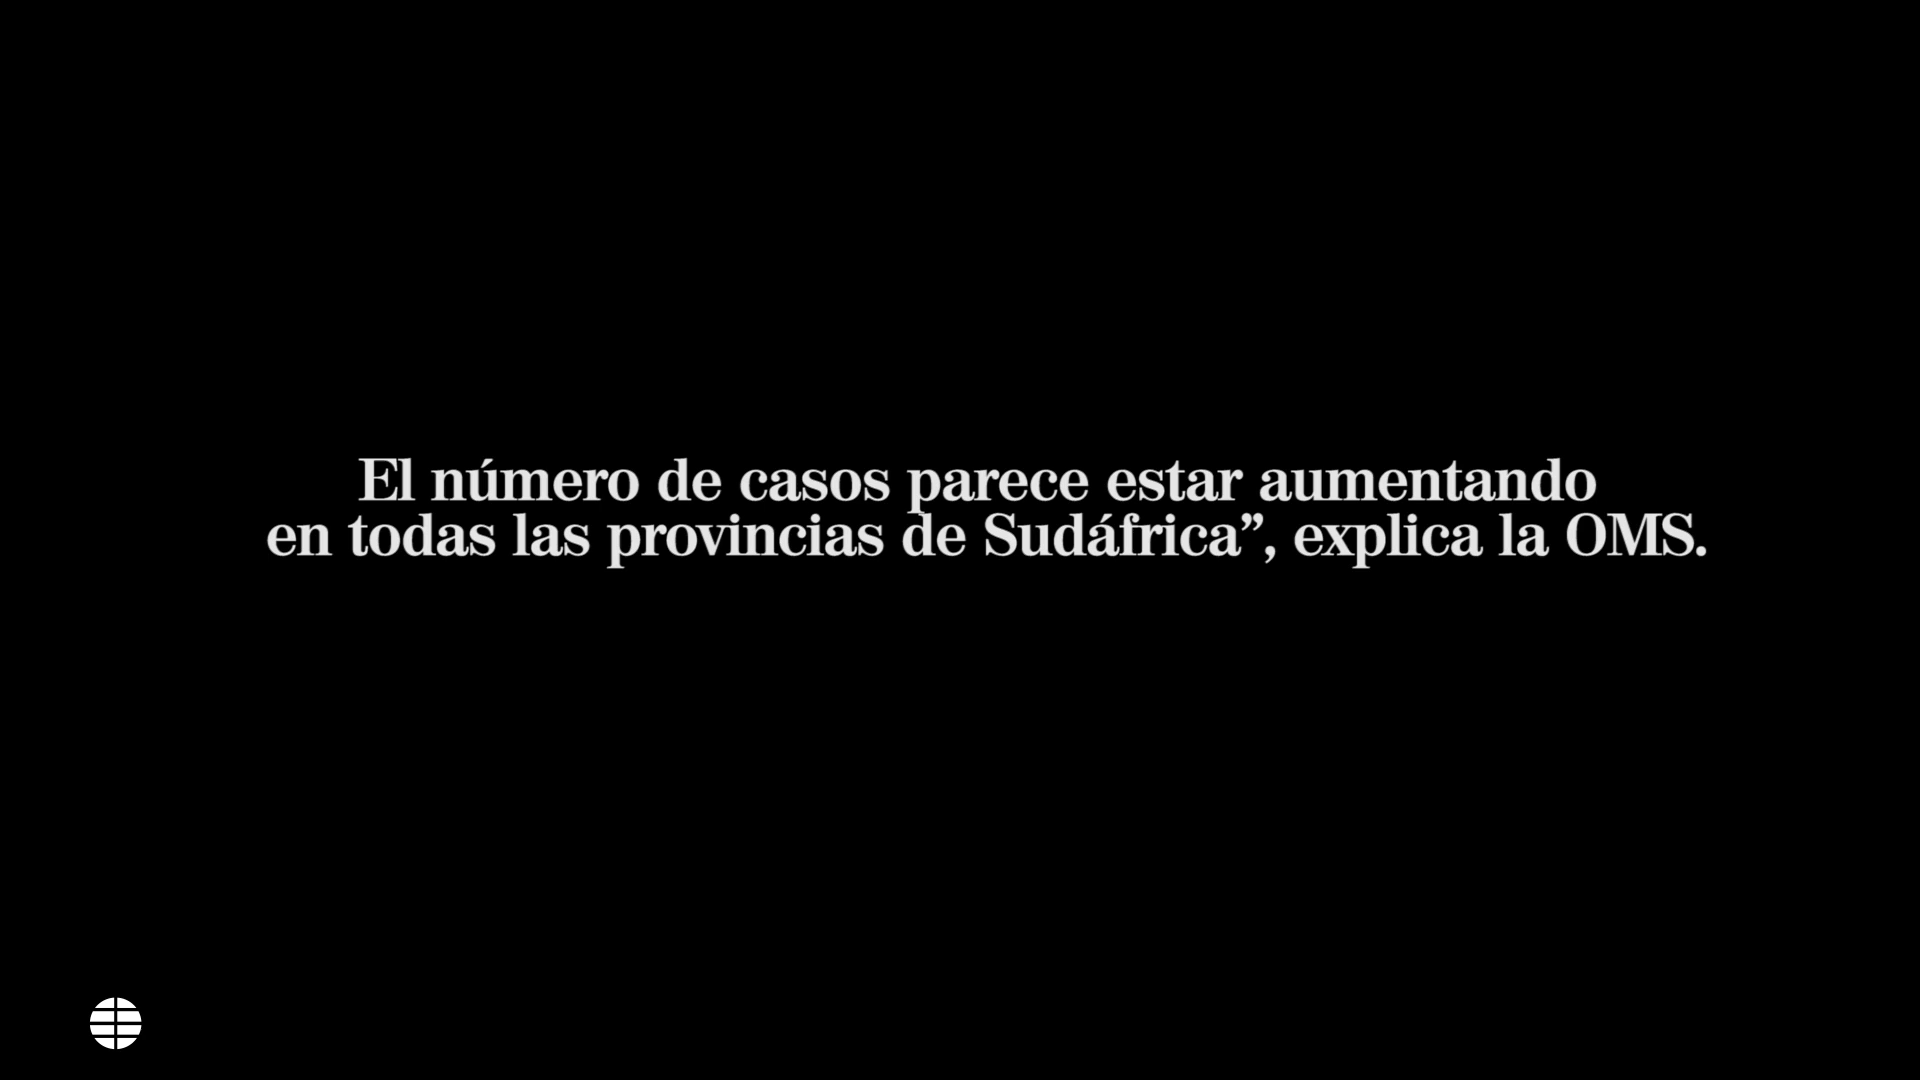 El número de casos parece estar aumentando
en todas las provincias de Sudáfrica”, explica la OMS.